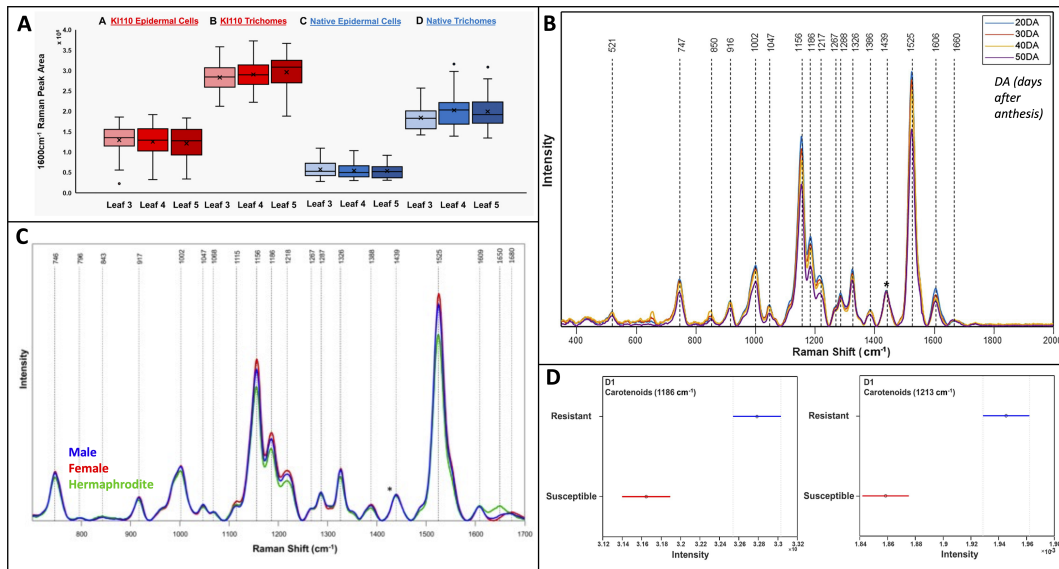 A
A KI110 Epidermal Cells B KI110 Trichomes C Native Epidermal Cells D Native Trichomes
1600cm⁻¹ Raman Peak Area
4.0
3.5
3.0
2.5
2.0
1.5
1.0
0.5
0.0
Leaf 3 Leaf 4 Leaf 5 Leaf 3 Leaf 4 Leaf 5 Leaf 3 Leaf 4 Leaf 5 Leaf 3 Leaf 4 Leaf 5
B
521 747 850 916 1002 1047 1156 1186 1217 1267 1288 1326 1386 1439 1525 1606 1660
20DA
30DA
40DA
50DA
DA (days
after
anthesis)
*
Intensity
400 600 800 1000 1200 1400 1600 1800 2000
Raman Shift (cm⁻¹)
C
746 796 843 917 1002 1047 1068 1115 1156 1186 1218 1267 1287 1326 1388 1439 1525 1609 1650 1680
Intensity
Male
Female
Hermaphrodite
*
800 900 1000 1100 1200 1300 1400 1500 1600 1700
Raman Shift (cm⁻¹)
D
D1
Carotenoids (1186 cm⁻¹)
Resistant
Susceptible
3.12 3.14 3.16 3.18 3.2 3.22 3.24 3.26 3.28 3.3 3.32
Intensity
D1
Carotenoids (1213 cm⁻¹)
Resistant
Susceptible
1.84 1.86 1.88 1.9 1.92 1.94 1.96 1.98
Intensity
×10⁻³